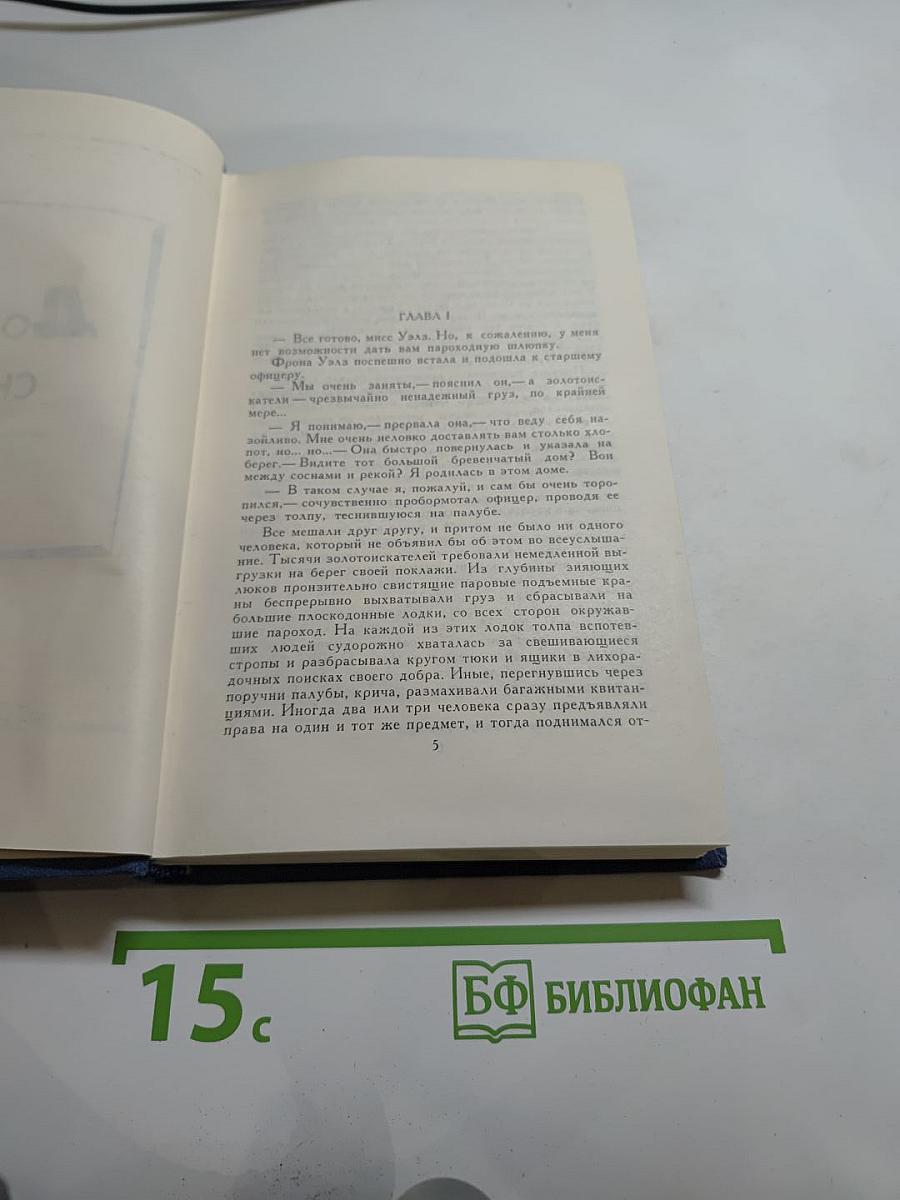 ГЛАВА I
— Все готово, мисс Уэлз. Но, к сожалению, у меня
нет возможности дать вам пароходную шлюпку.
Фрона Уэлз поспешно встала и подошла к старшему
офицеру.
— Мы очень заняты,— пояснил он,— а золотоис-
катели — чрезвычайно ненадежный груз, по крайней
мере...
— Я понимаю,— прервала она,— что веду себя на-
зойливо. Мне очень неловко доставлять вам столько хло-
пот, но... но...— Она быстро повернулась и указала на
берег.— Видите тот большой бревенчатый дом? Вон
между соснами и рекой? Я родилась в этом доме.
— В таком случае я, пожалуй, и сам бы очень торо-
пился,— сочувственно пробормотал офицер, проводя ее
через толпу, теснившуюся на палубе.
Все мешали друг другу, и притом не было ни одного
человека, который не объявил бы об этом во всеуслыша-
ние. Тысячи золотоискателей требовали немедленной вы-
грузки на берег своей поклажи. Из глубины зияющих
люков пронзительно свистящие паровые подъемные кра-
ны беспрерывно выхватывали груз и сбрасывали на
большие плоскодонные лодки, со всех сторон окружав-
шие пароход. На каждой из этих лодок толпа вспотев-
ших людей судорожно хваталась за свешивающиеся
стропы и разбрасывала кругом тюки и ящики в лихора-
дочных поисках своего добра. Иные, перегнувшись через
поручни палубы, крича, размахивали багажными квитан-
циями. Иногда два или три человека сразу предъявляли
права на один и тот же предмет, и тогда поднимался от-
5
15 с
БФ БИБЛИОФАН